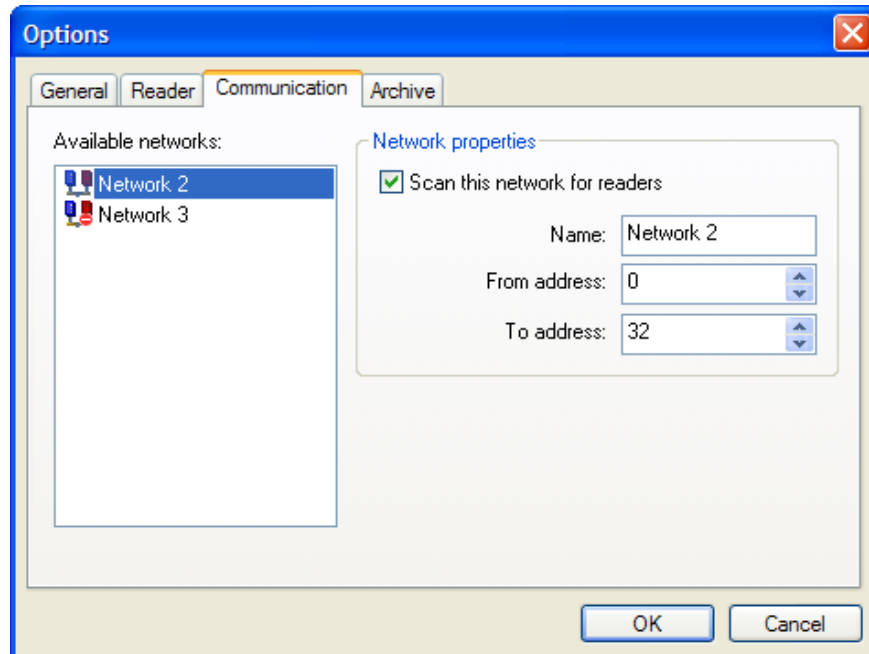 Options
General Reader Communication Archive
Available networks:
Network 2
Network 3
Network properties
Scan this network for readers
Name: Network 2
From address: 0
To address: 32
OK Cancel